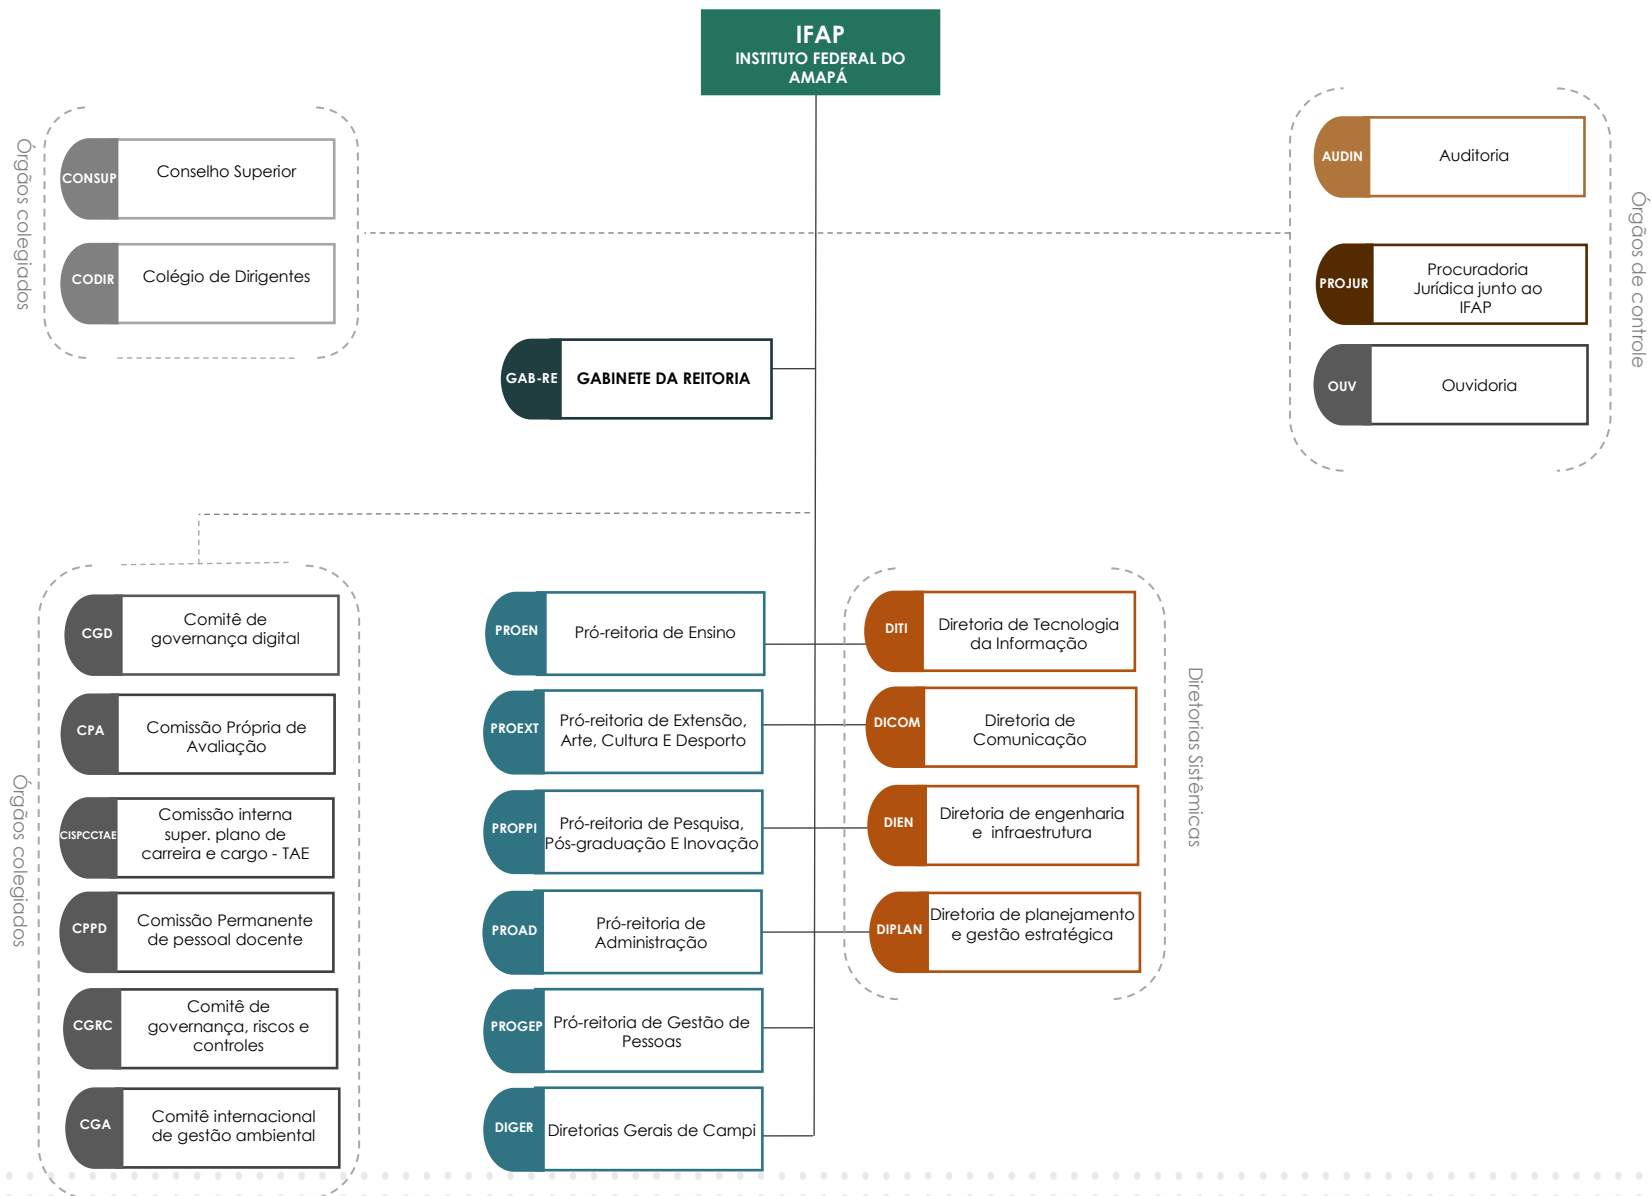 IFAP
INSTITUTO FEDERAL DO
AMAPÁ
Órgãos colegiados
CONSUP
Conselho Superior
CODIR
Colégio de Dirigentes
AUDIN
Auditoria
PROJUR
Procuradoria
Jurídica junto ao
IFAP
OUV
Ouvidoria
Órgãos de controle
GAB-RE
GABINETE DA REITORIA
Órgãos colegiados
CGD
Comitê de
governança digital
CPA
Comissão Própria de
Avaliação
CISPCCTAE
Comissão interna
super. plano de
carreira e cargo - TAE
CPPD
Comissão Permanente
de pessoal docente
CGRC
Comitê de
governança, riscos e
controles
CGA
Comitê internacional
de gestão ambiental
PROEN
Pró-reitoria de Ensino
PROEXT
Pró-reitoria de Extensão,
Arte, Cultura E Desporto
PROPPI
Pró-reitoria de Pesquisa,
Pós-graduação E Inovação
PROAD
Pró-reitoria de
Administração
PROGEP
Pró-reitoria de Gestão de
Pessoas
DIGER
Diretorias Gerais de Campi
DITI
Diretoria de Tecnologia
da Informação
DICOM
Diretoria de
Comunicação
DIEN
Diretoria de engenharia
e infraestrutura
DIPLAN
Diretoria de planejamento
e gestão estratégica
Diretorias Sistêmicas